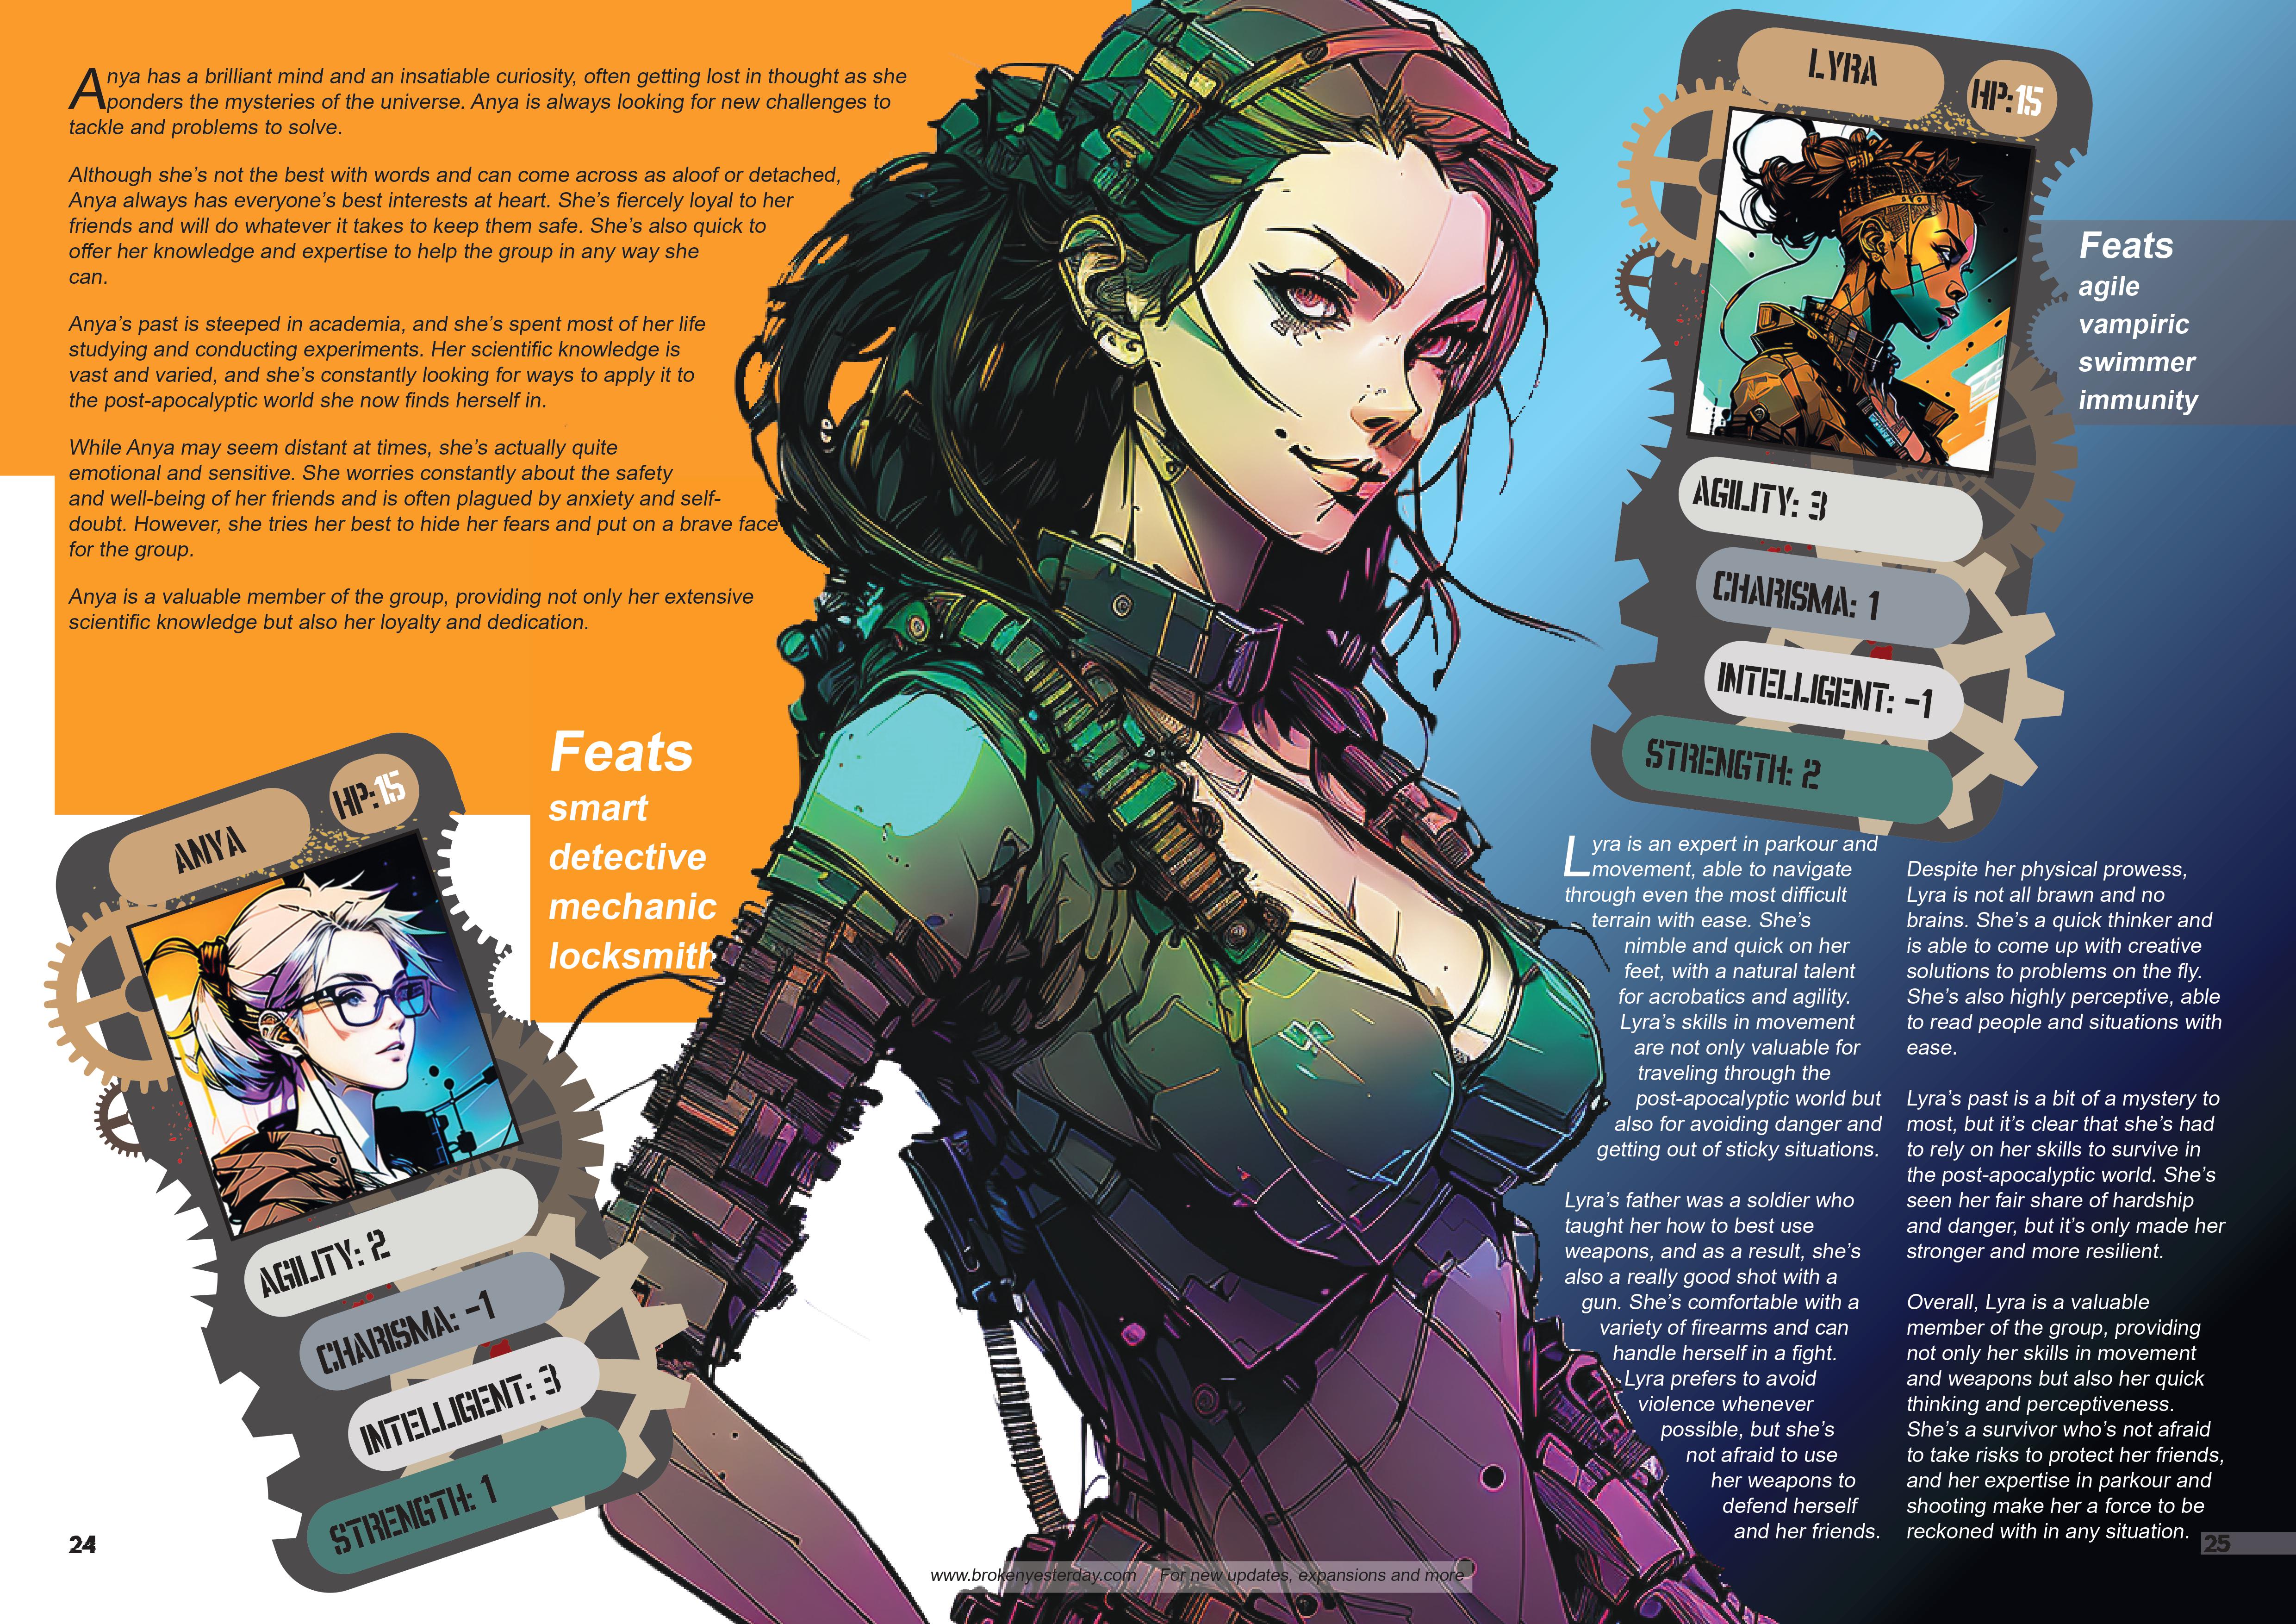 Anya has a brilliant mind and an insatiable curiosity, often getting lost in thought as she
ponders the mysteries of the universe. Anya is always looking for new challenges to
tackle and problems to solve.
Although she's not the best with words and can come across as aloof or detached,
Anya always has everyone's best interests at heart. She's fiercely loyal to her
friends and will do whatever it takes to keep them safe. She's also quick to
offer her knowledge and expertise to help the group in any way she
can.
Anya's past is steeped in academia, and she's spent most of her life
studying and conducting experiments. Her scientific knowledge is
vast and varied, and she's constantly looking for ways to apply it to
the post-apocalyptic world she now finds herself in.
While Anya may seem distant at times, she's actually quite
emotional and sensitive. She worries constantly about the safety
and well-being of her friends and is often plagued by anxiety and self-
doubt. However, she tries her best to hide her fears and put on a brave face
for the group.
Anya is a valuable member of the group, providing not only her extensive
scientific knowledge but also her loyalty and dedication.
Feats
smart
detective
mechanic
locksmith
ANYA
HP:15
AGILITY: 2
CHARISMA: -1
INTELLIGENT: 3
STRENGTH: 1
24
LYRA
HP:15
AGILITY: 3
CHARISMA: 1
INTELLIGENT: -1
STRENGTH: 2
Feats
agile
vampiric
swimmer
immunity
Lyra is an expert in parkour and
movement, able to navigate
through even the most difficult
terrain with ease. She's
nimble and quick on her
feet, with a natural talent
for acrobatics and agility.
Lyra's skills in movement
are not only valuable for
traveling through the
post-apocalyptic world but
also for avoiding danger and
getting out of sticky situations.
Lyra's father was a soldier who
taught her how to best use
weapons, and as a result, she's
also a really good shot with a
gun. She's comfortable with a
variety of firearms and can
handle herself in a fight.
Lyra prefers to avoid
violence whenever
possible, but she's
not afraid to use
her weapons to
defend herself
and her friends.
Despite her physical prowess,
Lyra is not all brawn and no
brains. She's a quick thinker and
is able to come up with creative
solutions to problems on the fly.
She's also highly perceptive, able
to read people and situations with
ease.
Lyra's past is a bit of a mystery to
most, but it's clear that she's had
to rely on her skills to survive in
the post-apocalyptic world. She's
seen her fair share of hardship
and danger, but it's only made her
stronger and more resilient.
Overall, Lyra is a valuable
member of the group, providing
not only her skills in movement
and weapons but also her quick
thinking and perceptiveness.
She's a survivor who's not afraid
to take risks to protect her friends,
and her expertise in parkour and
shooting make her a force to be
reckoned with in any situation.
25
www.brokenyesterday.com For new updates, expansions and more